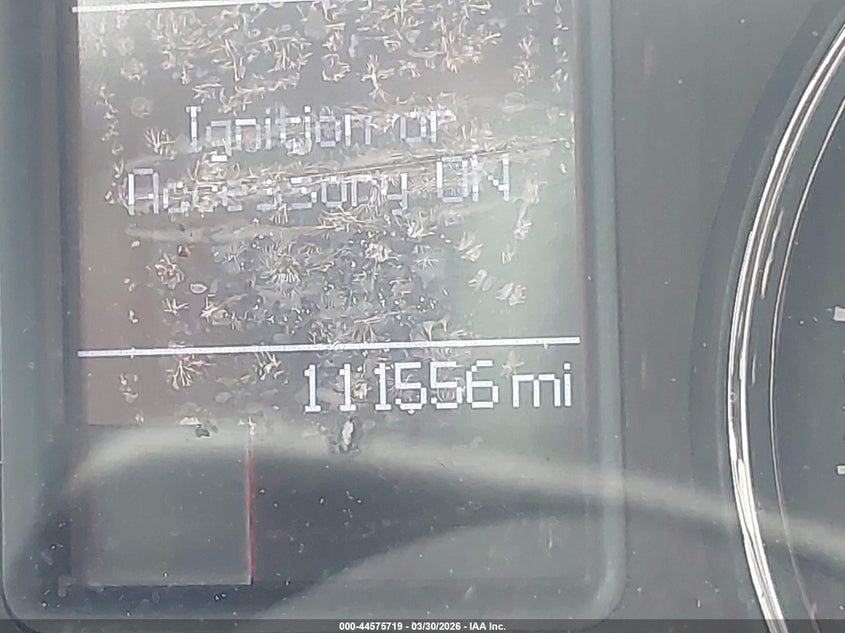 Ignition or
Accessory ON
111556 mi
000-44575719 - 03/30/2026 - IAA Inc.